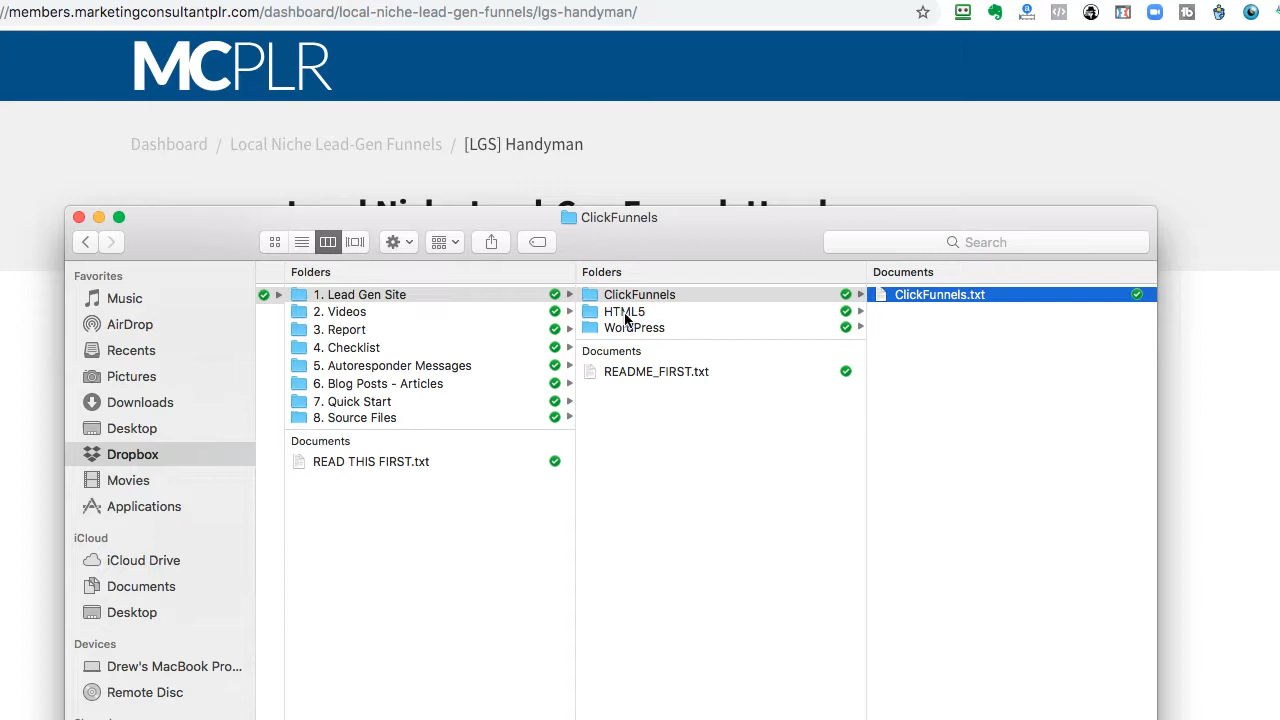 //members.marketingconsultantplr.com/dashboard/local-niche-lead-gen-funnels/lgs-handyman/
MCPLR
Dashboard / Local Niche Lead-Gen Funnels / [LGS] Handyman
ClickFunnels
Search
Favorites
Music
AirDrop
Recents
Pictures
Downloads
Desktop
Dropbox
Movies
Applications
iCloud
iCloud Drive
Documents
Desktop
Devices
Drew's MacBook Pro...
Remote Disc
Folders
1. Lead Gen Site
2. Videos
3. Report
4. Checklist
5. Autoresponder Messages
6. Blog Posts - Articles
7. Quick Start
8. Source Files
Documents
READ THIS FIRST.txt
Folders
ClickFunnels
HTML5
WordPress
Documents
README_FIRST.txt
Documents
ClickFunnels.txt